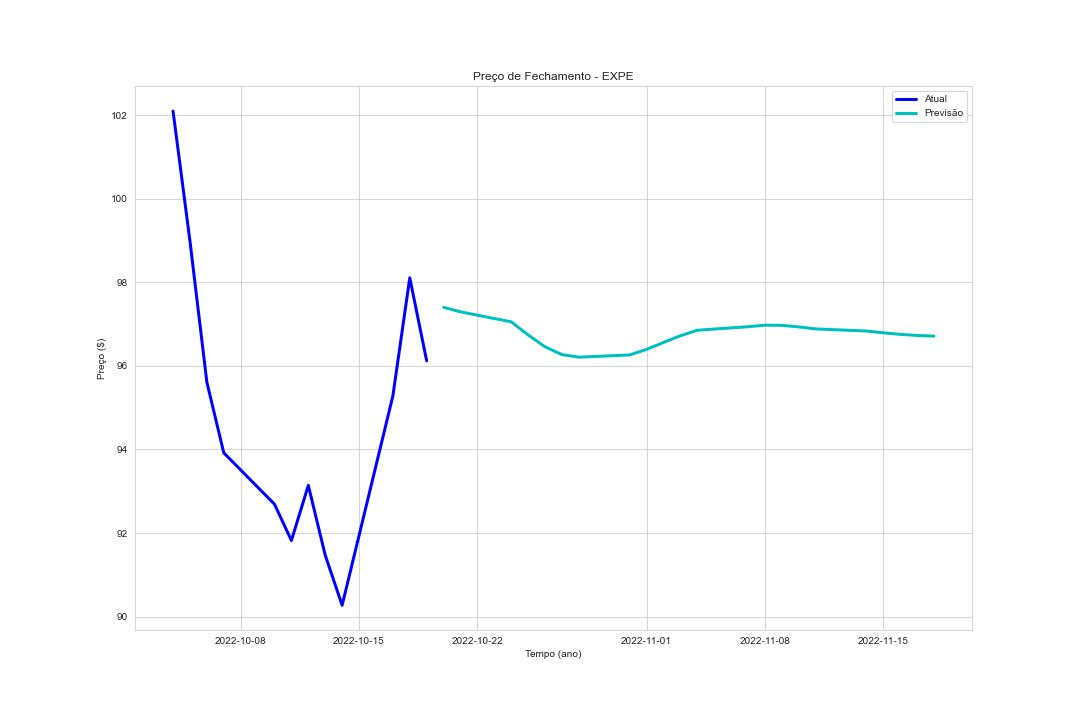 Preço de Fechamento - EXPE
Atual
Previsão
102
100
98
96
94
92
90
Preço ($)
2022-10-08
2022-10-15
2022-10-22
2022-11-01
2022-11-08
2022-11-15
Tempo (ano)